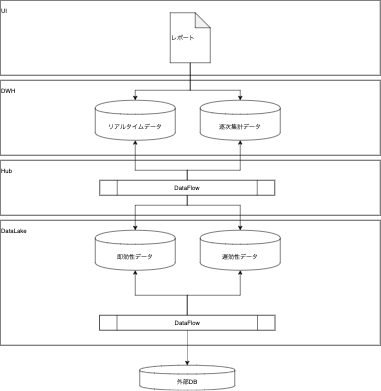 UI
レポート
DWH
リアルタイムデータ
逐次集計データ
Hub
DataFlow
DataLake
即効性データ
遅効性データ
DataFlow
外部DB